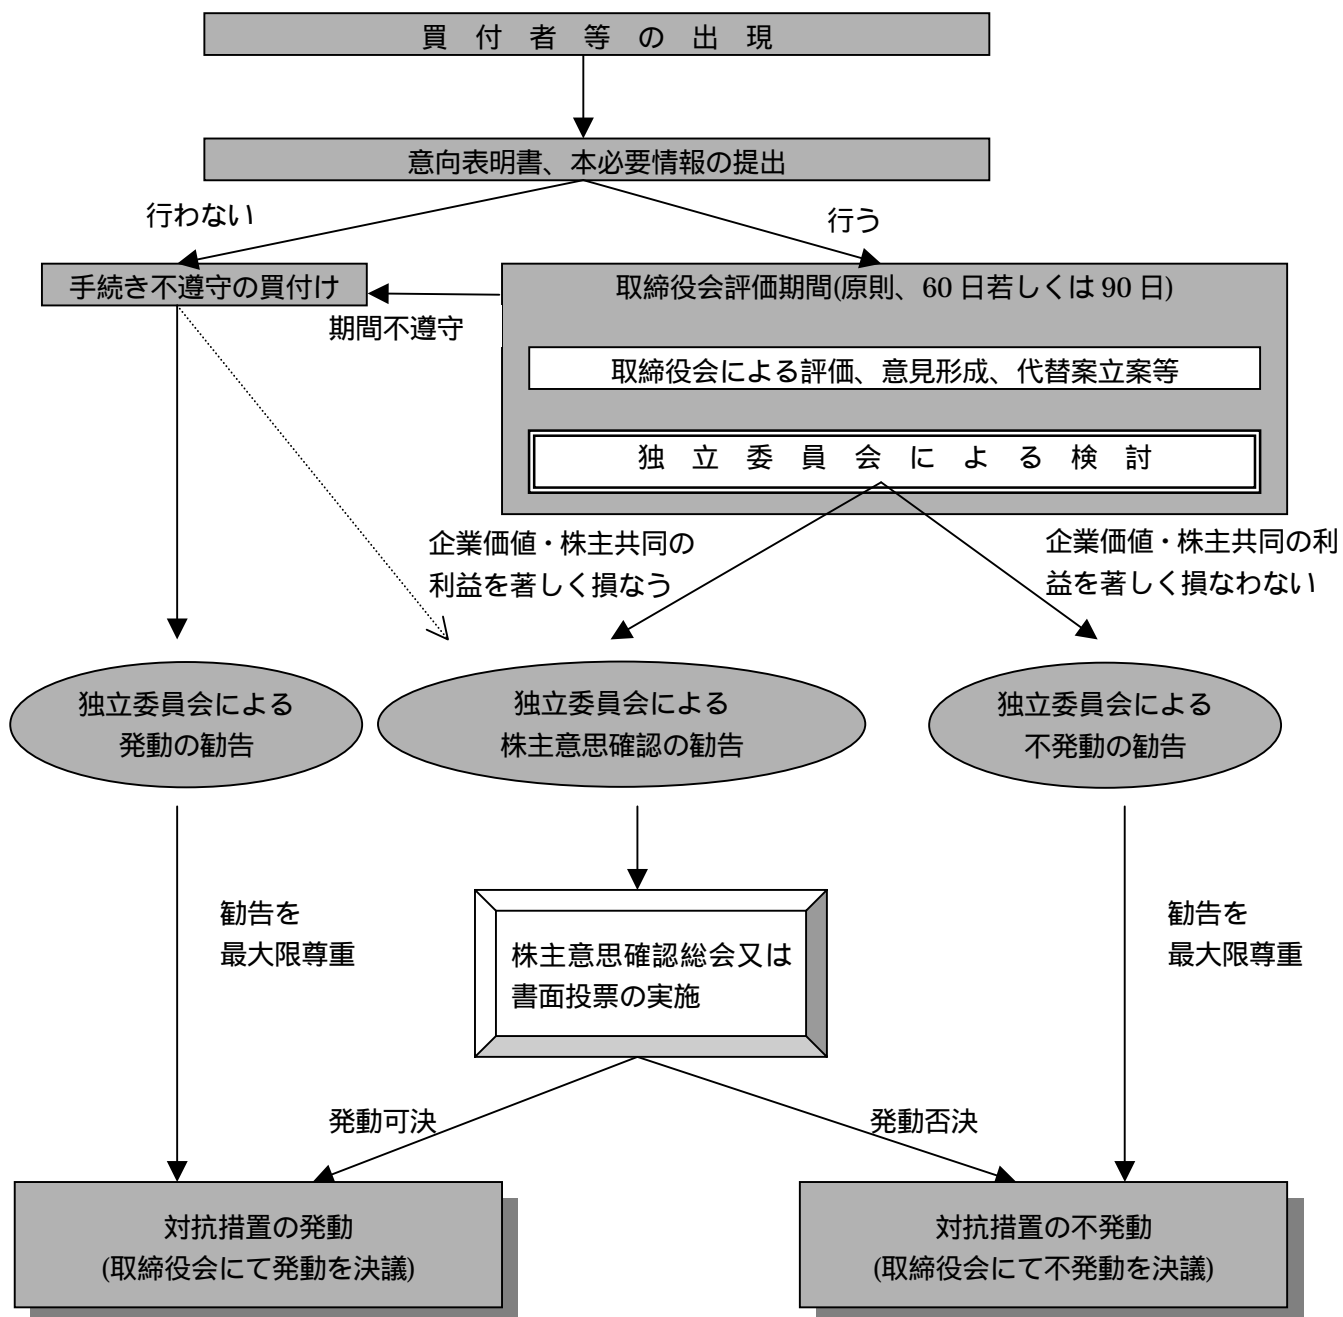 買付者等の出現
意向表明書、本必要情報の提出
行わない
行う
手続き不遵守の買付け
取締役会評価期間(原則、60日若しくは90日)
期間不遵守
取締役会による評価、意見形成、代替案立案等
独立委員会による検討
企業価値・株主共同の
利益を著しく損なう
企業価値・株主共同の利
益を著しく損なわない
独立委員会による
発動の勧告
独立委員会による
株主意思確認の勧告
独立委員会による
不発動の勧告
勧告を
最大限尊重
株主意思確認総会又は
書面投票の実施
勧告を
最大限尊重
発動可決
発動否決
対抗措置の発動
(取締役会にて発動を決議)
対抗措置の不発動
(取締役会にて不発動を決議)